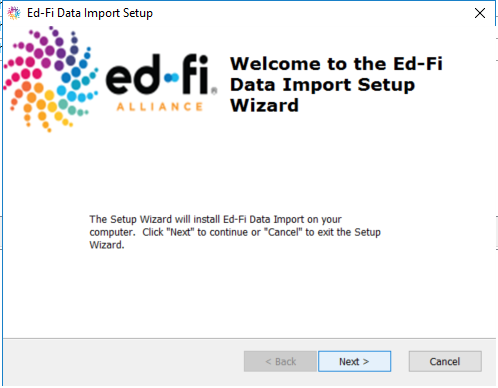 Ed-Fi Data Import Setup
ed-fi®
ALLIANCE
Welcome to the Ed-Fi
Data Import Setup
Wizard
The Setup Wizard will install Ed-Fi Data Import on your
computer. Click "Next" to continue or "Cancel" to exit the Setup
Wizard.
< Back
Next >
Cancel